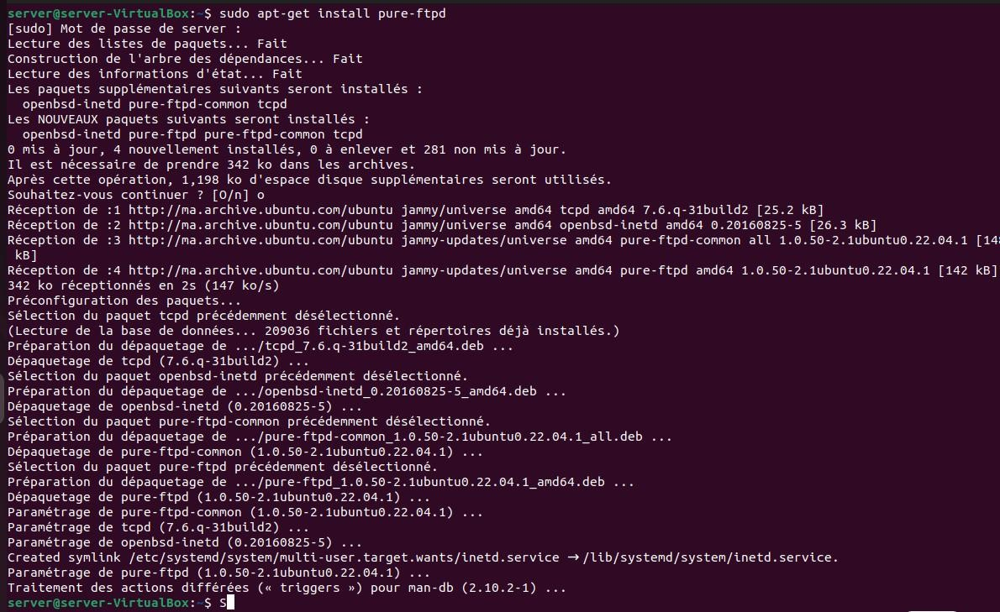 server@server-VirtualBox:~$ sudo apt-get install pure-ftpd
[sudo] Mot de passe de server :
Lecture des listes de paquets... Fait
Construction de l'arbre des dépendances... Fait
Lecture des informations d'état... Fait
Les paquets supplémentaires suivants seront installés :
  openbsd-inetd pure-ftpd-common tcpd
Les NOUVEAUX paquets suivants seront installés :
  openbsd-inetd pure-ftpd pure-ftpd-common tcpd
0 mis à jour, 4 nouvellement installés, 0 à enlever et 281 non mis à jour.
Il est nécessaire de prendre 342 ko dans les archives.
Après cette opération, 1,198 ko d'espace disque supplémentaires seront utilisés.
Souhaitez-vous continuer ? [O/n] o
Réception de :1 http://ma.archive.ubuntu.com/ubuntu jammy/universe amd64 tcpd amd64 7.6.q-31build2 [25.2 kB]
Réception de :2 http://ma.archive.ubuntu.com/ubuntu jammy/universe amd64 openbsd-inetd amd64 0.20160825-5 [26.3 kB]
Réception de :3 http://ma.archive.ubuntu.com/ubuntu jammy-updates/universe amd64 pure-ftpd-common all 1.0.50-2.1ubuntu0.22.04.1 [148
 kB]
Réception de :4 http://ma.archive.ubuntu.com/ubuntu jammy-updates/universe amd64 pure-ftpd amd64 1.0.50-2.1ubuntu0.22.04.1 [142 kB]
342 ko réceptionnés en 2s (147 ko/s)
Préconfiguration des paquets...
Sélection du paquet tcpd précédemment désélectionné.
(Lecture de la base de données... 209036 fichiers et répertoires déjà installés.)
Préparation du dépaquetage de .../tcpd_7.6.q-31build2_amd64.deb ...
Dépaquetage de tcpd (7.6.q-31build2) ...
Sélection du paquet openbsd-inetd précédemment désélectionné.
Préparation du dépaquetage de .../openbsd-inetd_0.20160825-5_amd64.deb ...
Dépaquetage de openbsd-inetd (0.20160825-5) ...
Sélection du paquet pure-ftpd-common précédemment désélectionné.
Préparation du dépaquetage de .../pure-ftpd-common_1.0.50-2.1ubuntu0.22.04.1_all.deb ...
Dépaquetage de pure-ftpd-common (1.0.50-2.1ubuntu0.22.04.1) ...
Sélection du paquet pure-ftpd précédemment désélectionné.
Préparation du dépaquetage de .../pure-ftpd_1.0.50-2.1ubuntu0.22.04.1_amd64.deb ...
Dépaquetage de pure-ftpd (1.0.50-2.1ubuntu0.22.04.1) ...
Paramétrage de pure-ftpd-common (1.0.50-2.1ubuntu0.22.04.1) ...
Paramétrage de tcpd (7.6.q-31build2) ...
Paramétrage de openbsd-inetd (0.20160825-5) ...
Created symlink /etc/systemd/system/multi-user.target.wants/inetd.service → /lib/systemd/system/inetd.service.
Paramétrage de pure-ftpd (1.0.50-2.1ubuntu0.22.04.1) ...
Traitement des actions différées (« triggers ») pour man-db (2.10.2-1) ...
server@server-VirtualBox:~$ S